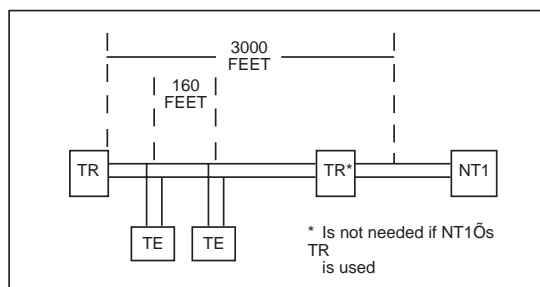 3000
FEET
160
FEET
TR
TR*
NT1
TE
TE
* Is not needed if NT1Õs
TR
is used